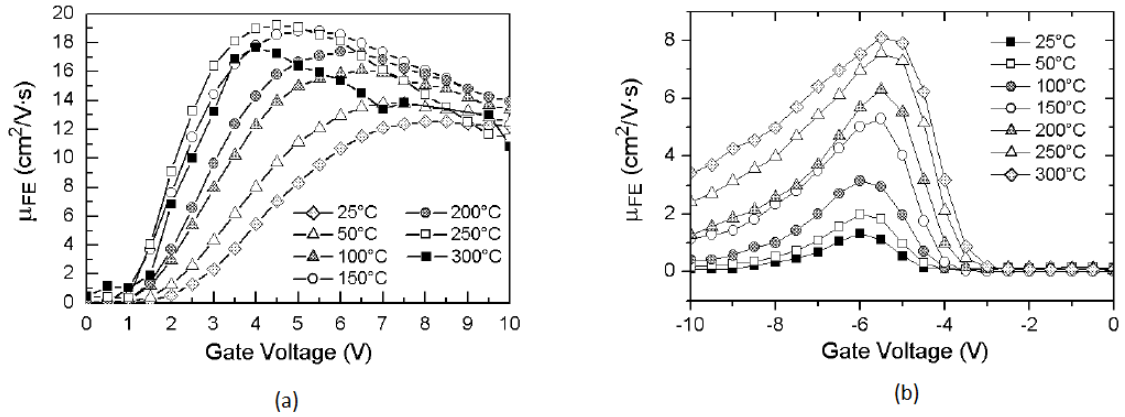 20
19
18
16
14
12
10
8
6
4
2
0
μFE (cm²/V·s)
25°C
50°C
100°C
150°C
200°C
250°C
300°C
0 1 2 3 4 5 6 7 8 9 10
Gate Voltage (V)
(a)
8
6
4
2
0
μFE (cm²/V·s)
25°C
50°C
100°C
150°C
200°C
250°C
300°C
-10 -8 -6 -4 -2 0
Gate Voltage (V)
(b)